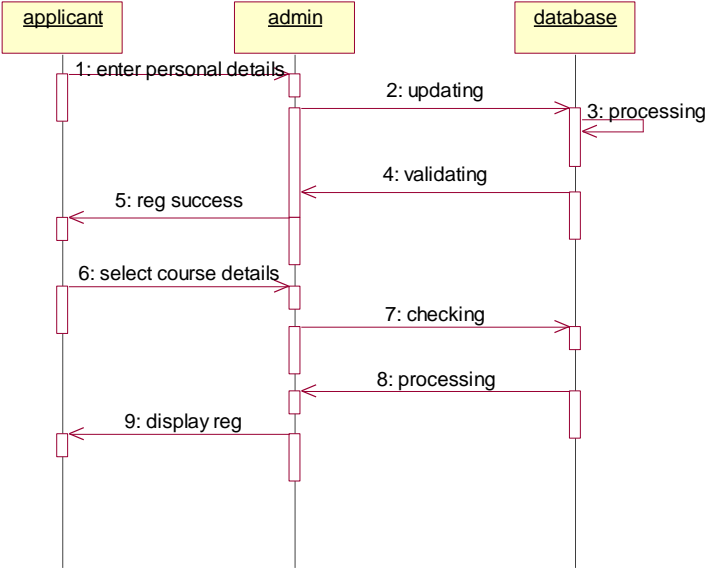 applicant
admin
database
1: enter personal details
2: updating
3: processing
4: validating
5: reg success
6: select course details
7: checking
8: processing
9: display reg